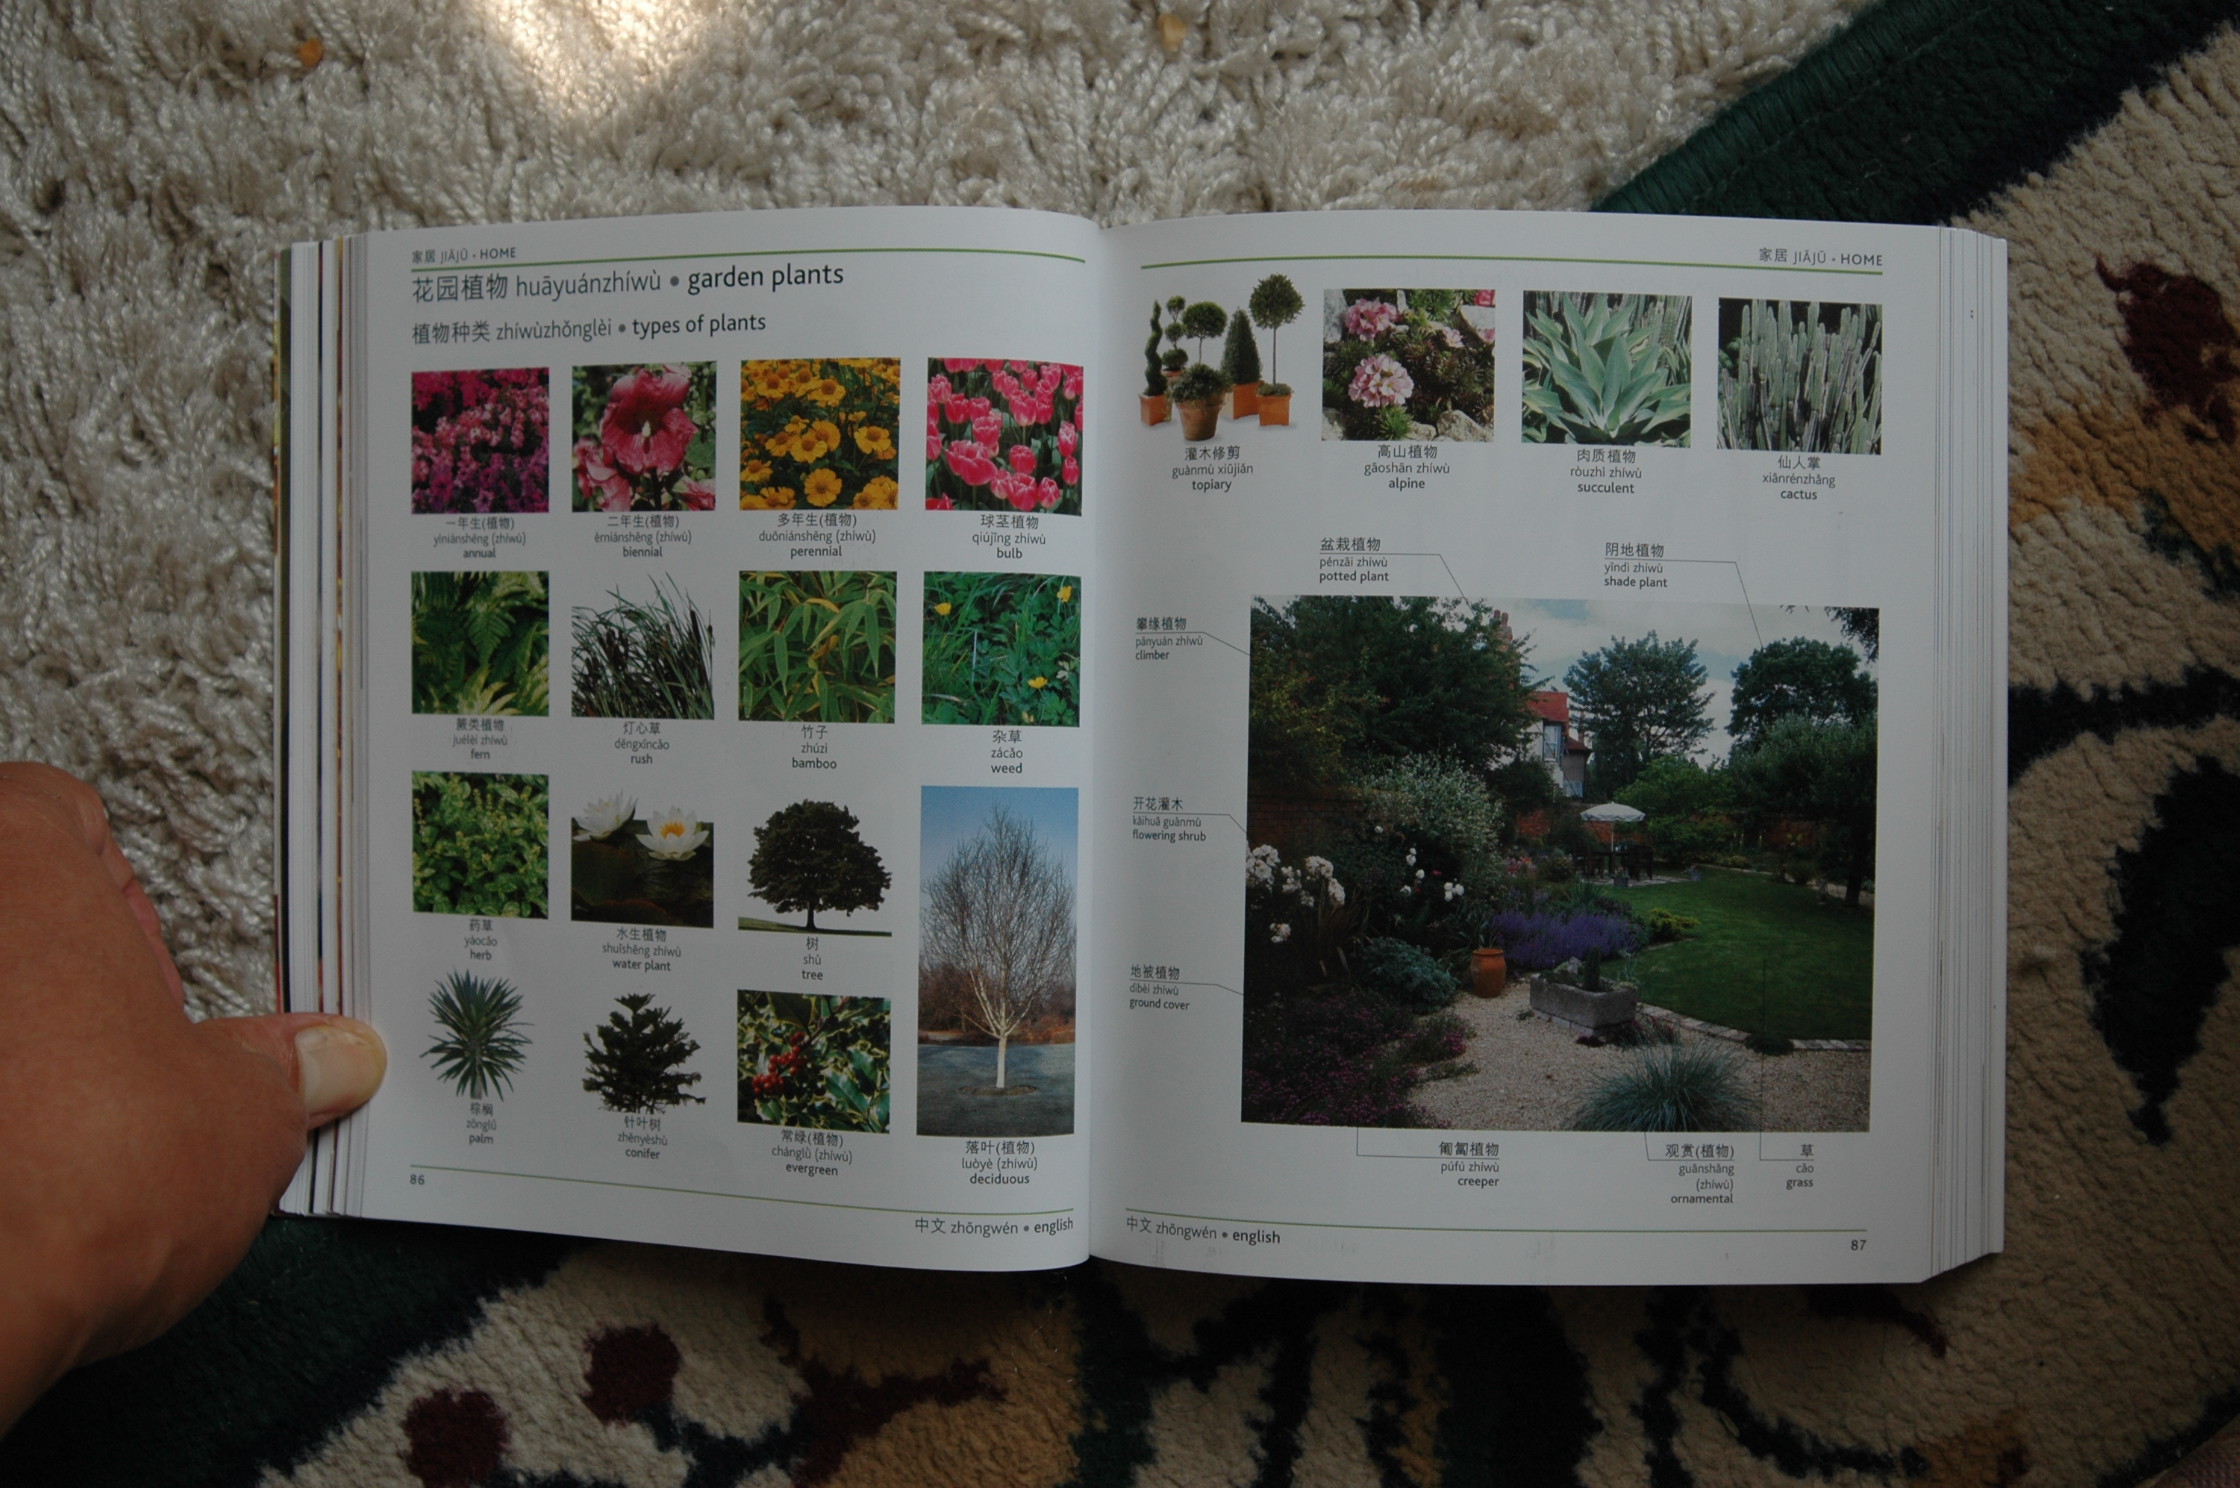 家居 JIĀJŪ • HOME
花园植物 huāyuánzhíwù • garden plants
植物种类 zhíwùzhǒnglèi • types of plants
一年生(植物)
yīniánshēng (zhíwù)
annual
二年生(植物)
èrniánshēng (zhíwù)
biennial
多年生(植物)
duōniánshēng (zhíwù)
perennial
球茎植物
qiújīng zhíwù
bulb
蕨类植物
juélèi zhíwù
fern
灯心草
dēngxīncǎo
rush
竹子
zhúzi
bamboo
杂草
zácǎo
weed
药草
yàocǎo
herb
水生植物
shuǐshēng zhíwù
water plant
树
shù
tree
落叶(植物)
luòyè (zhíwù)
deciduous
棕榈
zōnglǘ
palm
针叶树
zhēnyèshù
conifer
常绿(植物)
chánglǜ (zhíwù)
evergreen
86
中文 zhōngwén • english
家居 JIĀJŪ • HOME
灌木修剪
guànmù xiūjiǎn
topiary
高山植物
gāoshān zhíwù
alpine
肉质植物
ròuzhì zhíwù
succulent
仙人掌
xiānrénzhǎng
cactus
盆栽植物
pénzāi zhíwù
potted plant
阴地植物
yīndì zhíwù
shade plant
攀缘植物
pānyuán zhíwù
climber
开花灌木
kāihuā guànmù
flowering shrub
地被植物
dìbèi zhíwù
ground cover
匍匐植物
púfú zhíwù
creeper
观赏(植物)
guānshǎng
(zhíwù)
ornamental
草
cǎo
grass
中文 zhōngwén • english
87